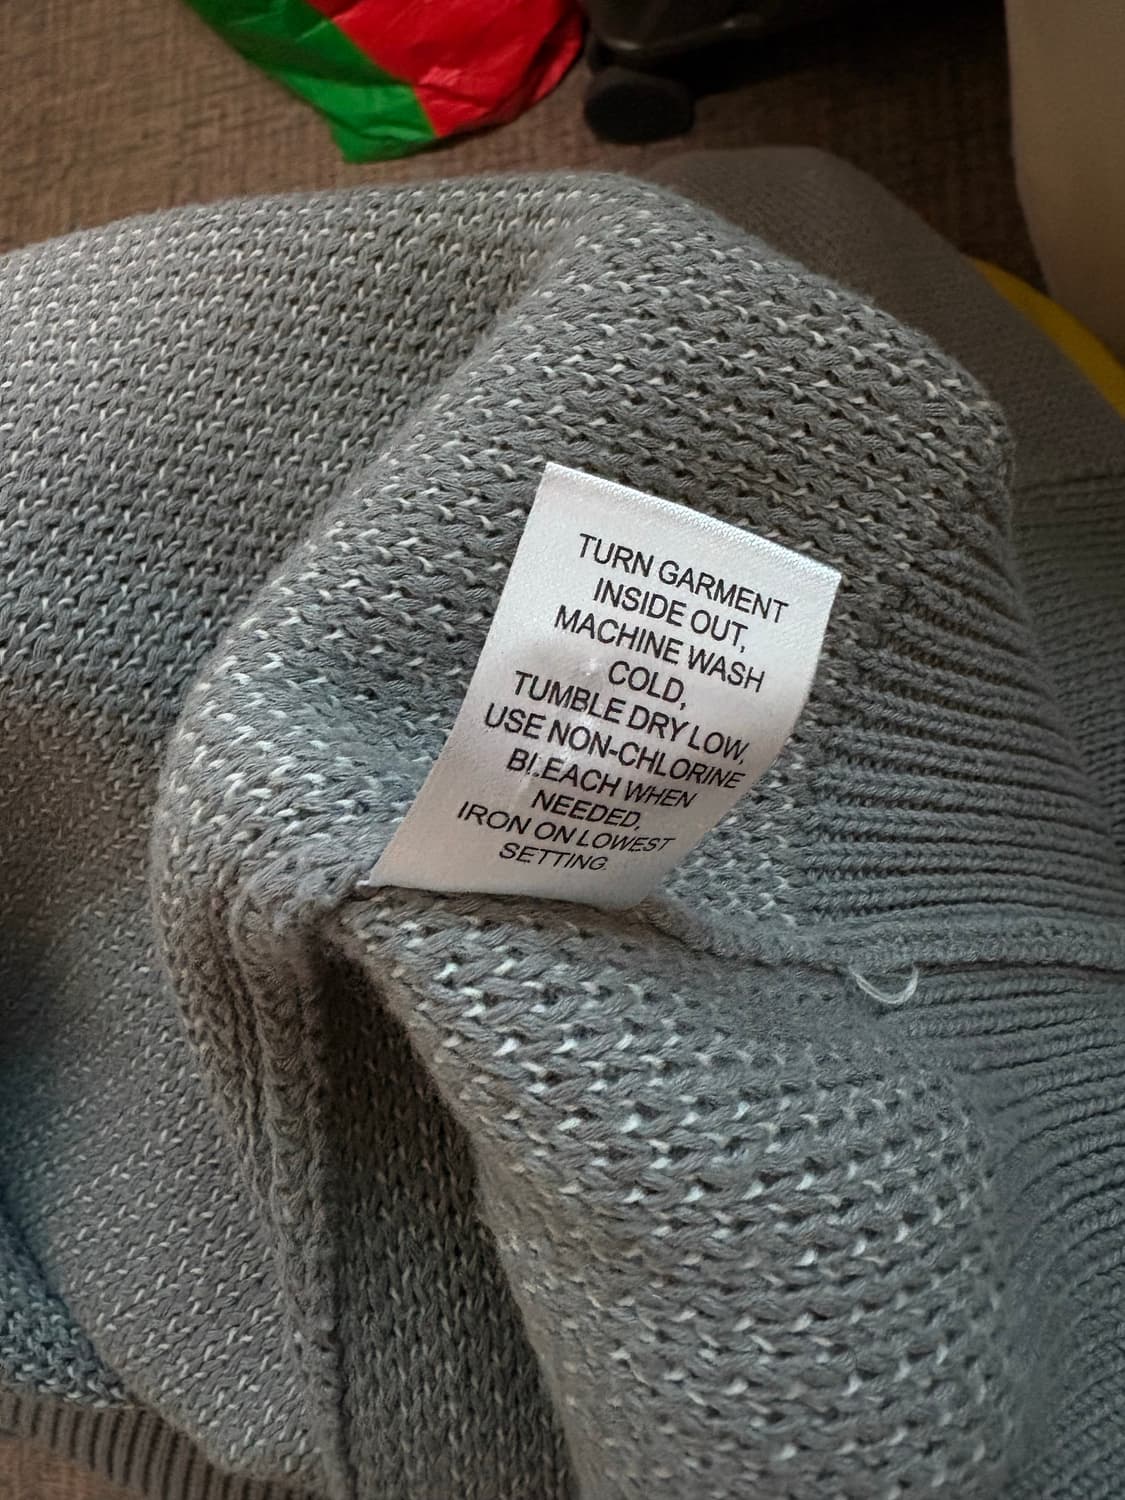 TURN GARMENT
INSIDE OUT,
MACHINE WASH
COLD,
TUMBLE DRY LOW,
USE NON-CHLORINE
BLEACH WHEN
NEEDED,
IRON ON LOWEST
SETTING.